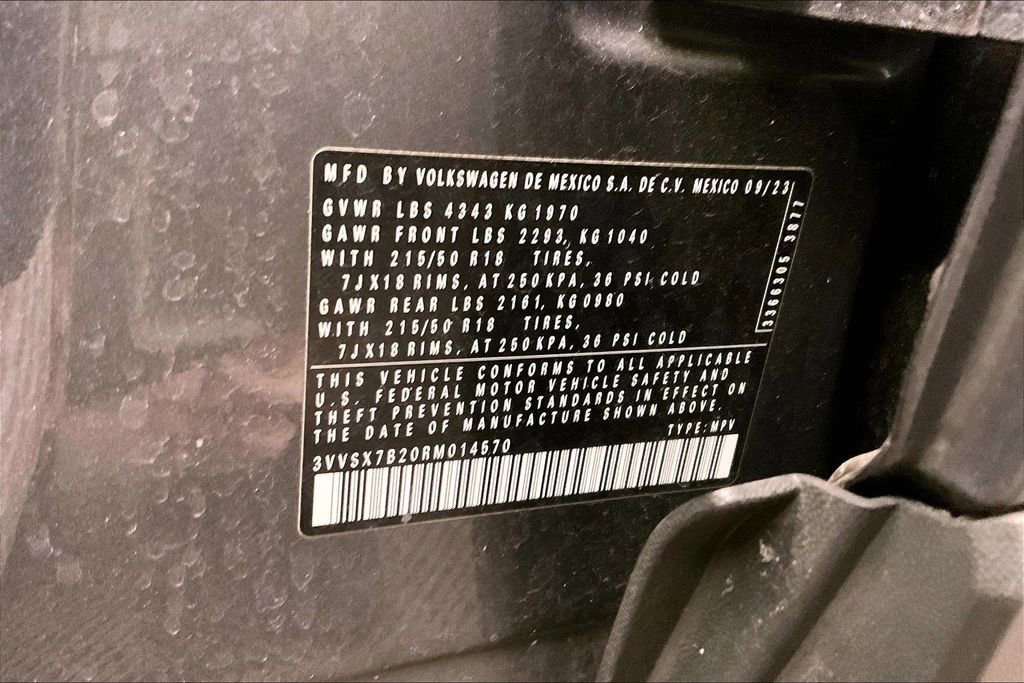 MFD BY VOLKSWAGEN DE MEXICO S.A. DE C.V. MEXICO 09/23
GVWR LBS 4343 KG 1970
GAWR FRONT LBS 2293, KG 1040
WITH 215/50 R18 TIRES,
7JX18 RIMS, AT 250 KPA, 36 PSI COLD
GAWR REAR LBS 2161, KG 0980
WITH 215/50 R18 TIRES,
7JX18 RIMS, AT 250 KPA, 36 PSI COLD
3366305 3877
THIS VEHICLE CONFORMS TO ALL APPLICABLE
U.S. FEDERAL MOTOR VEHICLE SAFETY AND
THEFT PREVENTION STANDARDS IN EFFECT ON
THE DATE OF MANUFACTURE SHOWN ABOVE.
TYPE: MPV
3VVSX7B20RM014570